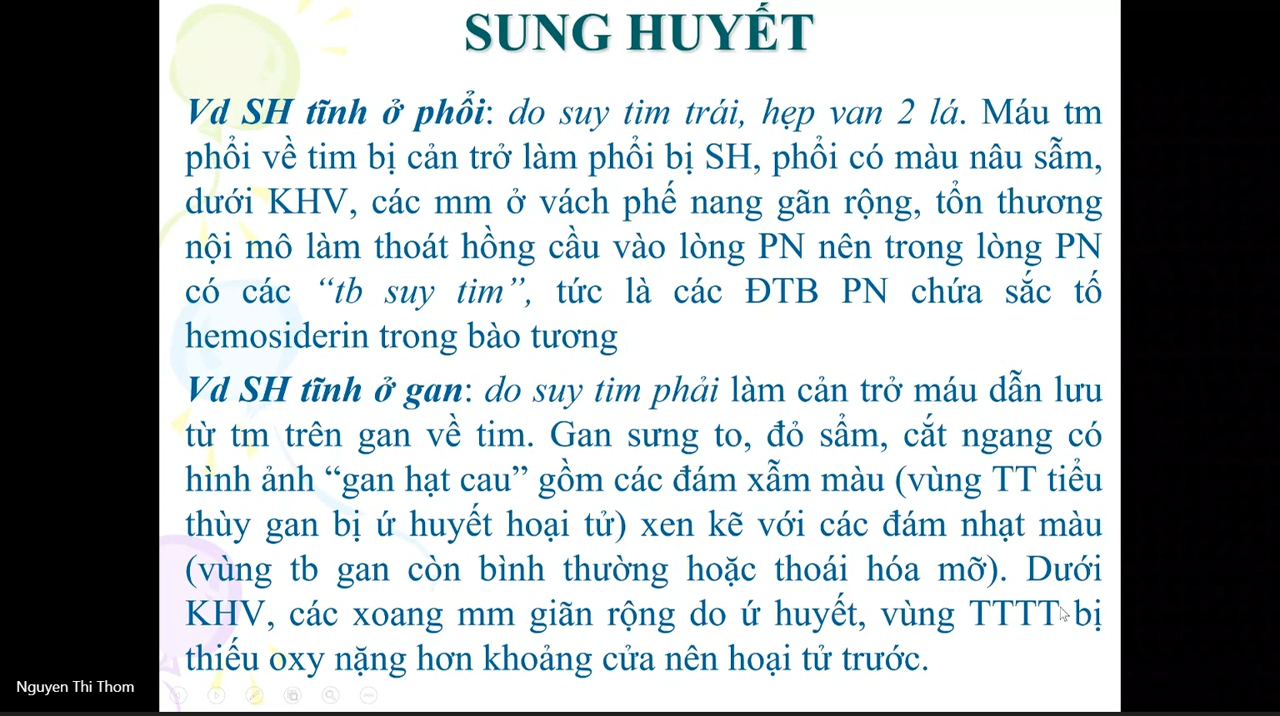 SUNG HUYẾT
Vd SH tĩnh ở phổi: do suy tim trái, hẹp van 2 lá. Máu tm
phổi về tim bị cản trở làm phổi bị SH, phổi có màu nâu sẫm,
dưới KHV, các mm ở vách phế nang gãn rộng, tổn thương
nội mô làm thoát hồng cầu vào lòng PN nên trong lòng PN
có các “tb suy tim”, tức là các ĐTB PN chứa sắc tố
hemosiderin trong bào tương
Vd SH tĩnh ở gan: do suy tim phải làm cản trở máu dẫn lưu
từ tm trên gan về tim. Gan sưng to, đỏ sẩm, cắt ngang có
hình ảnh “gan hạt cau” gồm các đám xẫm màu (vùng TT tiểu
thùy gan bị ứ huyết hoại tử) xen kẽ với các đám nhạt màu
(vùng tb gan còn bình thường hoặc thoái hóa mỡ). Dưới
KHV, các xoang mm giãn rộng do ứ huyết, vùng TTTT bị
thiếu oxy nặng hơn khoảng cửa nên hoại tử trước.
Nguyen Thi Thom